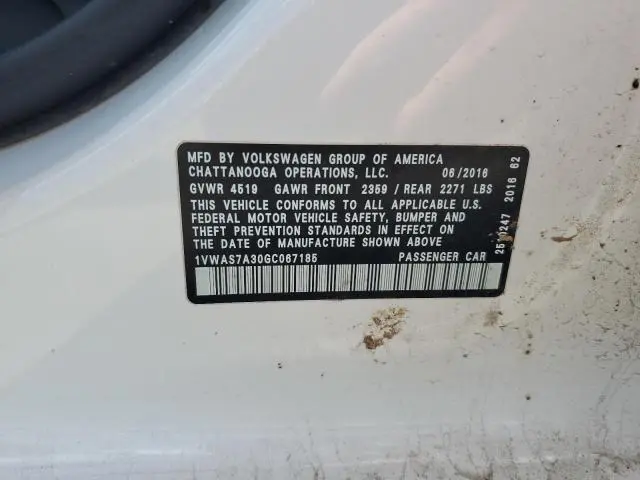 MFD BY VOLKSWAGEN GROUP OF AMERICA
CHATTANOOGA OPERATIONS, LLC. 06/2016
GVWR 4519 GAWR FRONT 2359 / REAR 2271 LBS
THIS VEHICLE CONFORMS TO ALL APPLICABLE U.S.
FEDERAL MOTOR VEHICLE SAFETY, BUMPER AND
THEFT PREVENTION STANDARDS IN EFFECT ON
THE DATE OF MANUFACTURE SHOWN ABOVE
1VWAS7A30GC067185 PASSENGER CAR
2016 62